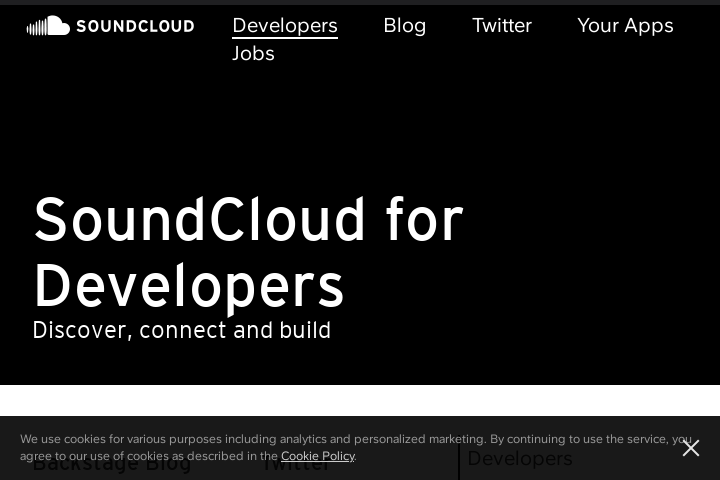 SOUNDCLOUD
Developers Blog Twitter Your Apps
Jobs
SoundCloud for
Developers
Discover, connect and build
We use cookies for various purposes including analytics and personalized marketing. By continuing to use the service, you
agree to our use of cookies as described in the Cookie Policy.
Backstage Blog Twitter Developers